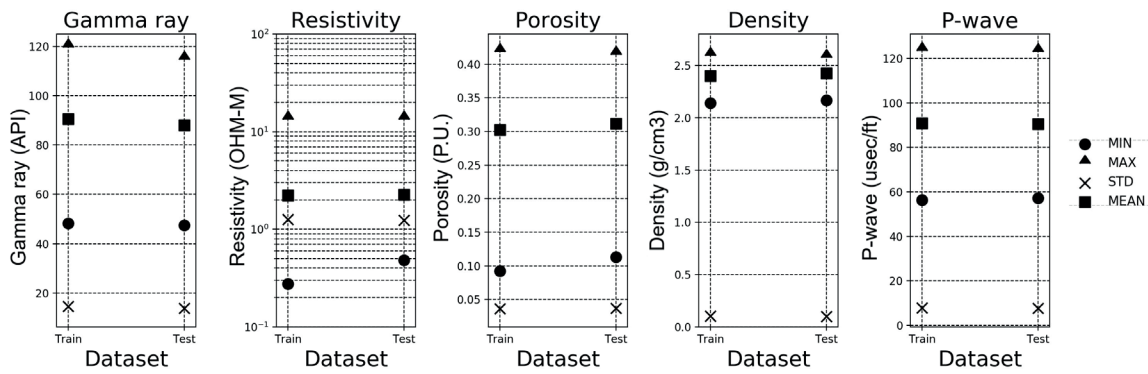 Gamma ray
Resistivity
Porosity
Density
P-wave
Gamma ray (API)
120
100
80
60
40
20
Train
Test
Dataset
Resistivity (OHM-M)
10²
10¹
10⁰
10⁻¹
Train
Test
Dataset
Porosity (P.U.)
0.40
0.35
0.30
0.25
0.20
0.15
0.10
0.05
Train
Test
Dataset
Density (g/cm3)
2.5
2.0
1.5
1.0
0.5
0.0
Train
Test
Dataset
P-wave (usec/ft)
120
100
80
60
40
20
0
Train
Test
Dataset
MIN
MAX
STD
MEAN